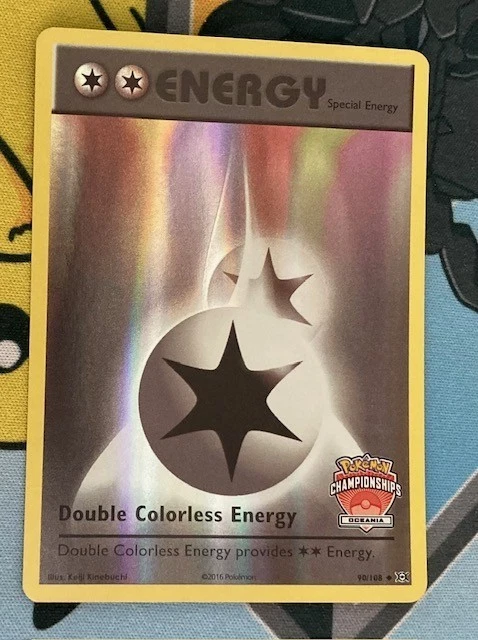 ENERGY
Special Energy
Pokémon
CHAMPIONSHIPS
OCEANIA
Double Colorless Energy
Double Colorless Energy provides ✶✶ Energy.
Illus. Keiji Kinebuchi ©2016 Pokémon 90/108